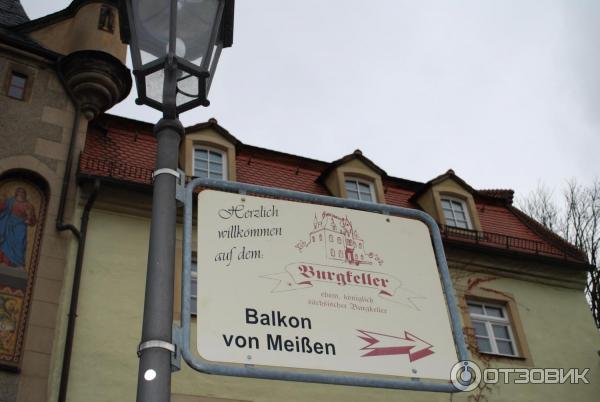 Herzlich
willkommen
auf dem:
Burgkeller
ehem. königlich
sächsischer Burgkeller
Balkon
von Meißen
ОТЗОВИК